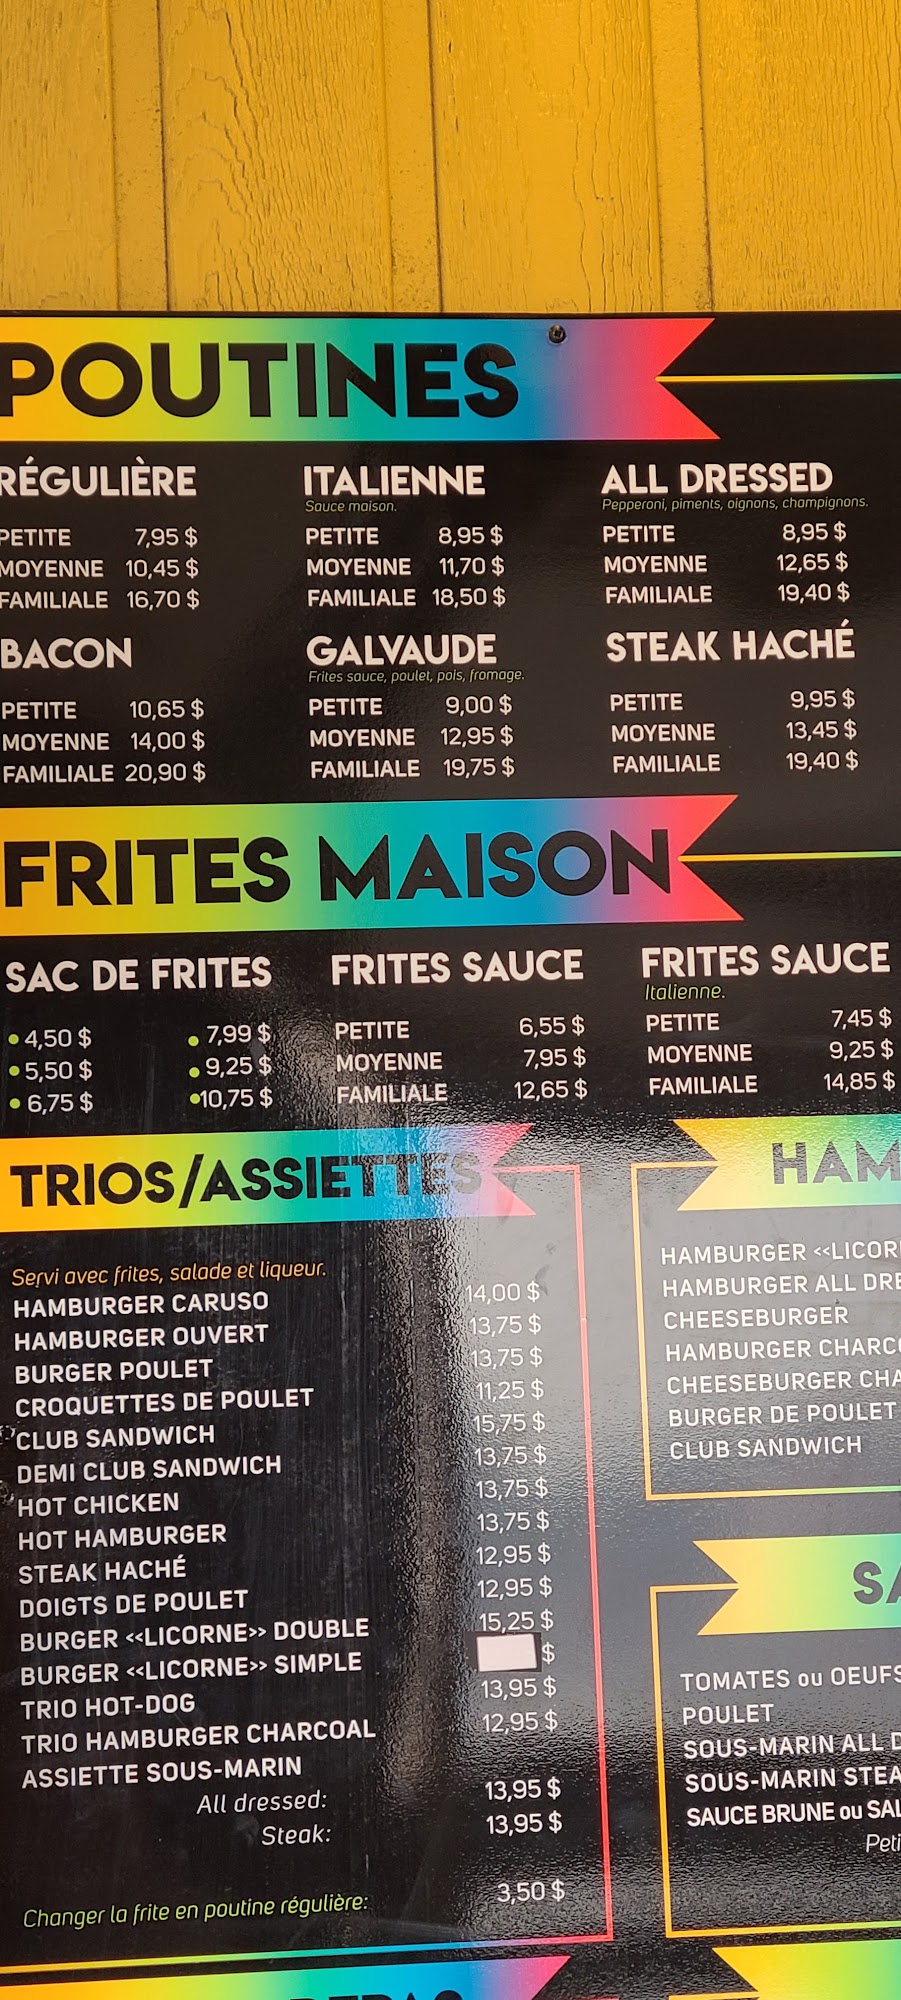 POUTINES
RÉGULIÈRE
PETITE 7,95 $
MOYENNE 10,45 $
FAMILIALE 16,70 $
ITALIENNE
Sauce maison.
PETITE 8,95 $
MOYENNE 11,70 $
FAMILIALE 18,50 $
ALL DRESSED
Pepperoni, piments, oignons, champignons.
PETITE 8,95 $
MOYENNE 12,65 $
FAMILIALE 19,40 $
BACON
PETITE 10,65 $
MOYENNE 14,00 $
FAMILIALE 20,90 $
GALVAUDE
Frites sauce, poulet, pois, fromage.
PETITE 9,00 $
MOYENNE 12,95 $
FAMILIALE 19,75 $
STEAK HACHÉ
PETITE 9,95 $
MOYENNE 13,45 $
FAMILIALE 19,40 $
FRITES MAISON
SAC DE FRITES
• 4,50 $ • 7,99 $
• 5,50 $ • 9,25 $
• 6,75 $ •10,75 $
FRITES SAUCE
PETITE 6,55 $
MOYENNE 7,95 $
FAMILIALE 12,65 $
FRITES SAUCE
Italienne.
PETITE 7,45 $
MOYENNE 9,25 $
FAMILIALE 14,85 $
TRIOS/ASSIETTES
Servi avec frites, salade et liqueur.
HAMBURGER CARUSO 14,00 $
HAMBURGER OUVERT 13,75 $
BURGER POULET 13,75 $
CROQUETTES DE POULET 11,25 $
CLUB SANDWICH 15,75 $
DEMI CLUB SANDWICH 13,75 $
HOT CHICKEN 13,75 $
HOT HAMBURGER 13,75 $
STEAK HACHÉ 12,95 $
DOIGTS DE POULET 12,95 $
BURGER <<LICORNE>> DOUBLE 15,25 $
BURGER <<LICORNE>> SIMPLE $
TRIO HOT-DOG 13,95 $
TRIO HAMBURGER CHARCOAL 12,95 $
ASSIETTE SOUS-MARIN
All dressed: 13,95 $
Steak: 13,95 $
Changer la frite en poutine régulière: 3,50 $
HAM
HAMBURGER <<LICOR
HAMBURGER ALL DRE
CHEESEBURGER
HAMBURGER CHARCO
CHEESEBURGER CHA
BURGER DE POULET
CLUB SANDWICH
SA
TOMATES ou OEUFS
POULET
SOUS-MARIN ALL D
SOUS-MARIN STEA
SAUCE BRUNE ou SAL
Peti